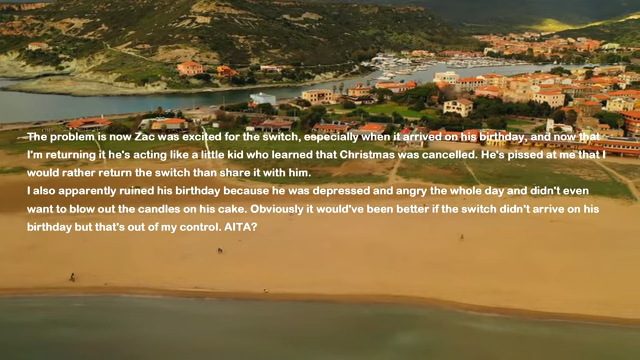 The problem is now Zac was excited for the switch, especially when it arrived on his birthday, and now that
I'm returning it he's acting like a little kid who learned that Christmas was cancelled. He's pissed at me that I
would rather return the switch than share it with him.
I also apparently ruined his birthday because he was depressed and angry the whole day and didn't even
want to blow out the candles on his cake. Obviously it would've been better if the switch didn't arrive on his
birthday but that's out of my control. AITA?